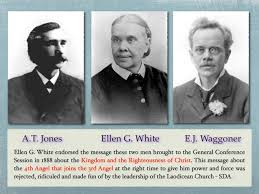 A.T. Jones Ellen G. White E.J. Waggoner
Ellen G. White endorsed the message thess two men brought to the General Conference
Session in 1888 about the Kingdom and the Righteousness of Christ. This message about
the 4th Angel that joins the 3rd Angel at the right time to give him power and force was
rejected, ridiculed and made fun of by the leadership of the Laodicean Church - SDA.